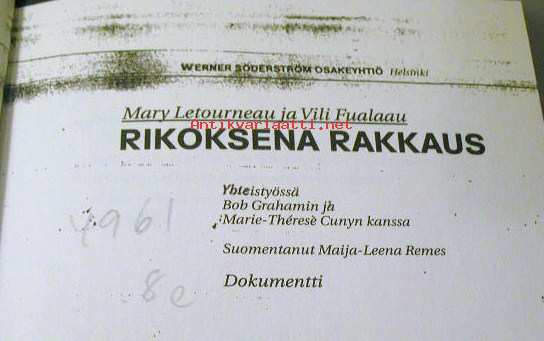 WERNER SÖDERSTRÖM OSAKEYHTIÖ Helsinki
Mary Letourneau ja Vili Fualaau
Antikvariaatti.net
RIKOKSENA RAKKAUS
Yhteistyössä
Bob Grahamin ja
Marie-Thérèse Cunyn kanssa
4961
Suomentanut Maija-Leena Remes
8e
Dokumentti